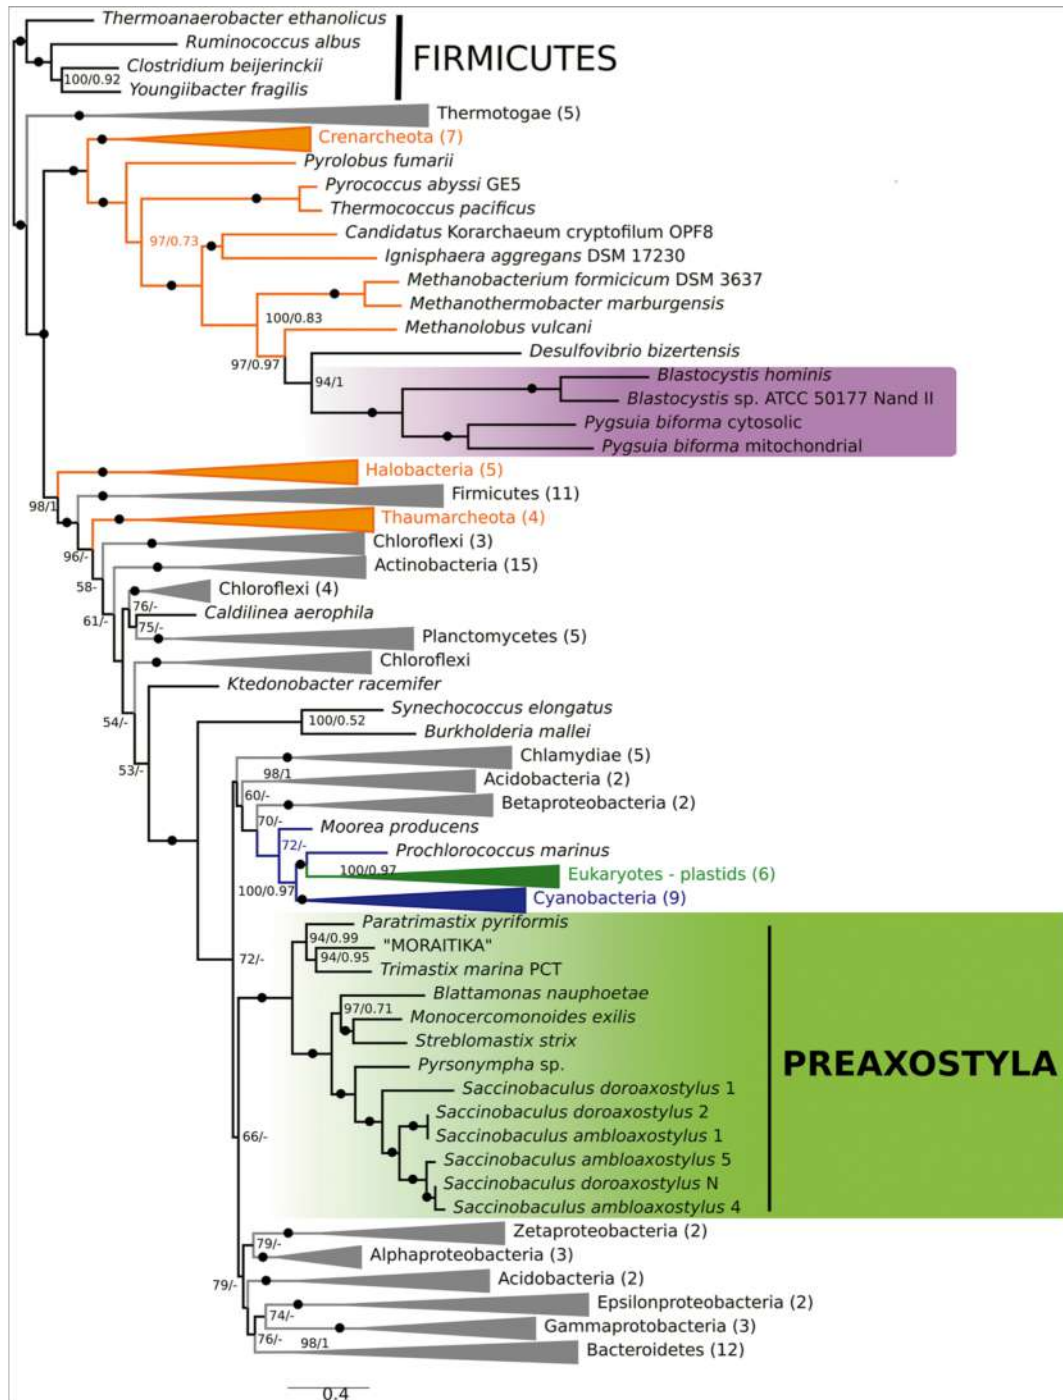 Thermoanaerobacter ethanolicus
Ruminococcus albus
FIRMICUTES
Clostridium beijerinckii
100/0.92
Youngiibacter fragilis
Thermotogae (5)
Crenarcheota (7)
Pyrolobus fumarii
Pyrococcus abyssi GE5
Thermococcus pacificus
Candidatus Korarchaeum cryptofilum OPF8
97/0.73
Ignisphaera aggregans DSM 17230
Methanobacterium formicicum DSM 3637
Methanothermobacter marburgensis
100/0.83
Methanolobus vulcani
Desulfovibrio bizertensis
97/0.97
94/1
Blastocystis hominis
Blastocystis sp. ATCC 50177 Nand II
Pygsuia biforma cytosolic
Pygsuia biforma mitochondrial
Halobacteria (5)
Firmicutes (11)
98/1
Thaumarcheota (4)
Chloroflexi (3)
96/-
Actinobacteria (15)
58-
Chloroflexi (4)
76/-
Caldilinea aerophila
61/-
75/-
Planctomycetes (5)
Chloroflexi
Ktedonobacter racemifer
Synechococcus elongatus
54/-
100/0.52
Burkholderia mallei
Chlamydiae (5)
53/-
98/1
Acidobacteria (2)
60/-
Betaproteobacteria (2)
70/-
Moorea producens
72/-
Prochlorococcus marinus
100/0.97
Eukaryotes - plastids (6)
100/0.97
Cyanobacteria (9)
Paratrimastix pyriformis
94/0.99
"MORAITIKA"
72/-
94/0.95
Trimastix marina PCT
Blattamonas nauphoetae
97/0.71
Monocercomonoides exilis
Streblomastix strix
Pyrsonympha sp.
PREAXOSTYLA
Saccinobaculus doroaxostylus 1
Saccinobaculus doroaxostylus 2
Saccinobaculus ambloaxostylus 1
66/-
Saccinobaculus ambloaxostylus 5
Saccinobaculus doroaxostylus N
Saccinobaculus ambloaxostylus 4
Zetaproteobacteria (2)
79/-
Alphaproteobacteria (3)
79/-
Acidobacteria (2)
Epsilonproteobacteria (2)
74/-
Gammaprotobacteria (3)
76/-
98/1
Bacteroidetes (12)
0.4